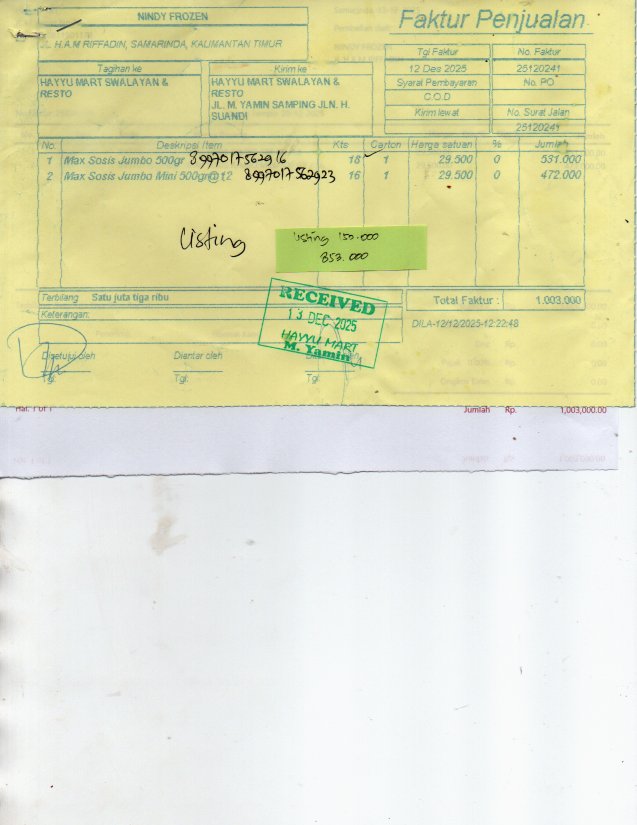 NINDY FROZEN
Faktur Penjualan
JL. H.A.M RIFFADIN, SAMARINDA, KALIMANTAN TIMUR
Tgl Faktur
No. Faktur
12 Des 2025
25120241
Syarat Pembayaran
No. PO
C.O.D
Kirim lewat
No. Surat Jalan
25120241
Tagihan ke
HAYYU MART SWALAYAN &
RESTO
Kirim ke
HAYYU MART SWALAYAN &
RESTO
JL. M. YAMIN SAMPING JLN. H.
SUANDI
No Deskripsi Item Kts Carton Harga satuan % Jumlah
1 Max Sosis Jumbo 500gr 8997017562916 18 1 29.500 0 531.000
2 Max Sosis Jumbo Mini 500gr@12 8997017562923 16 1 29.500 0 472.000
Listing
Listing 150.000
853.000
Terbilang Satu juta tiga ribu
Total Faktur : 1.003.000
Keterangan:
DILA-12/12/2025-12:22:48
RECEIVED
13 DEC 2025
HAYYU MART
M. Yamin
Disetujui oleh
Diantar oleh
Tgl.
Tgl.
Tgl.
Hal. 1 of 1
Jumlah Rp. 1,003,000.00